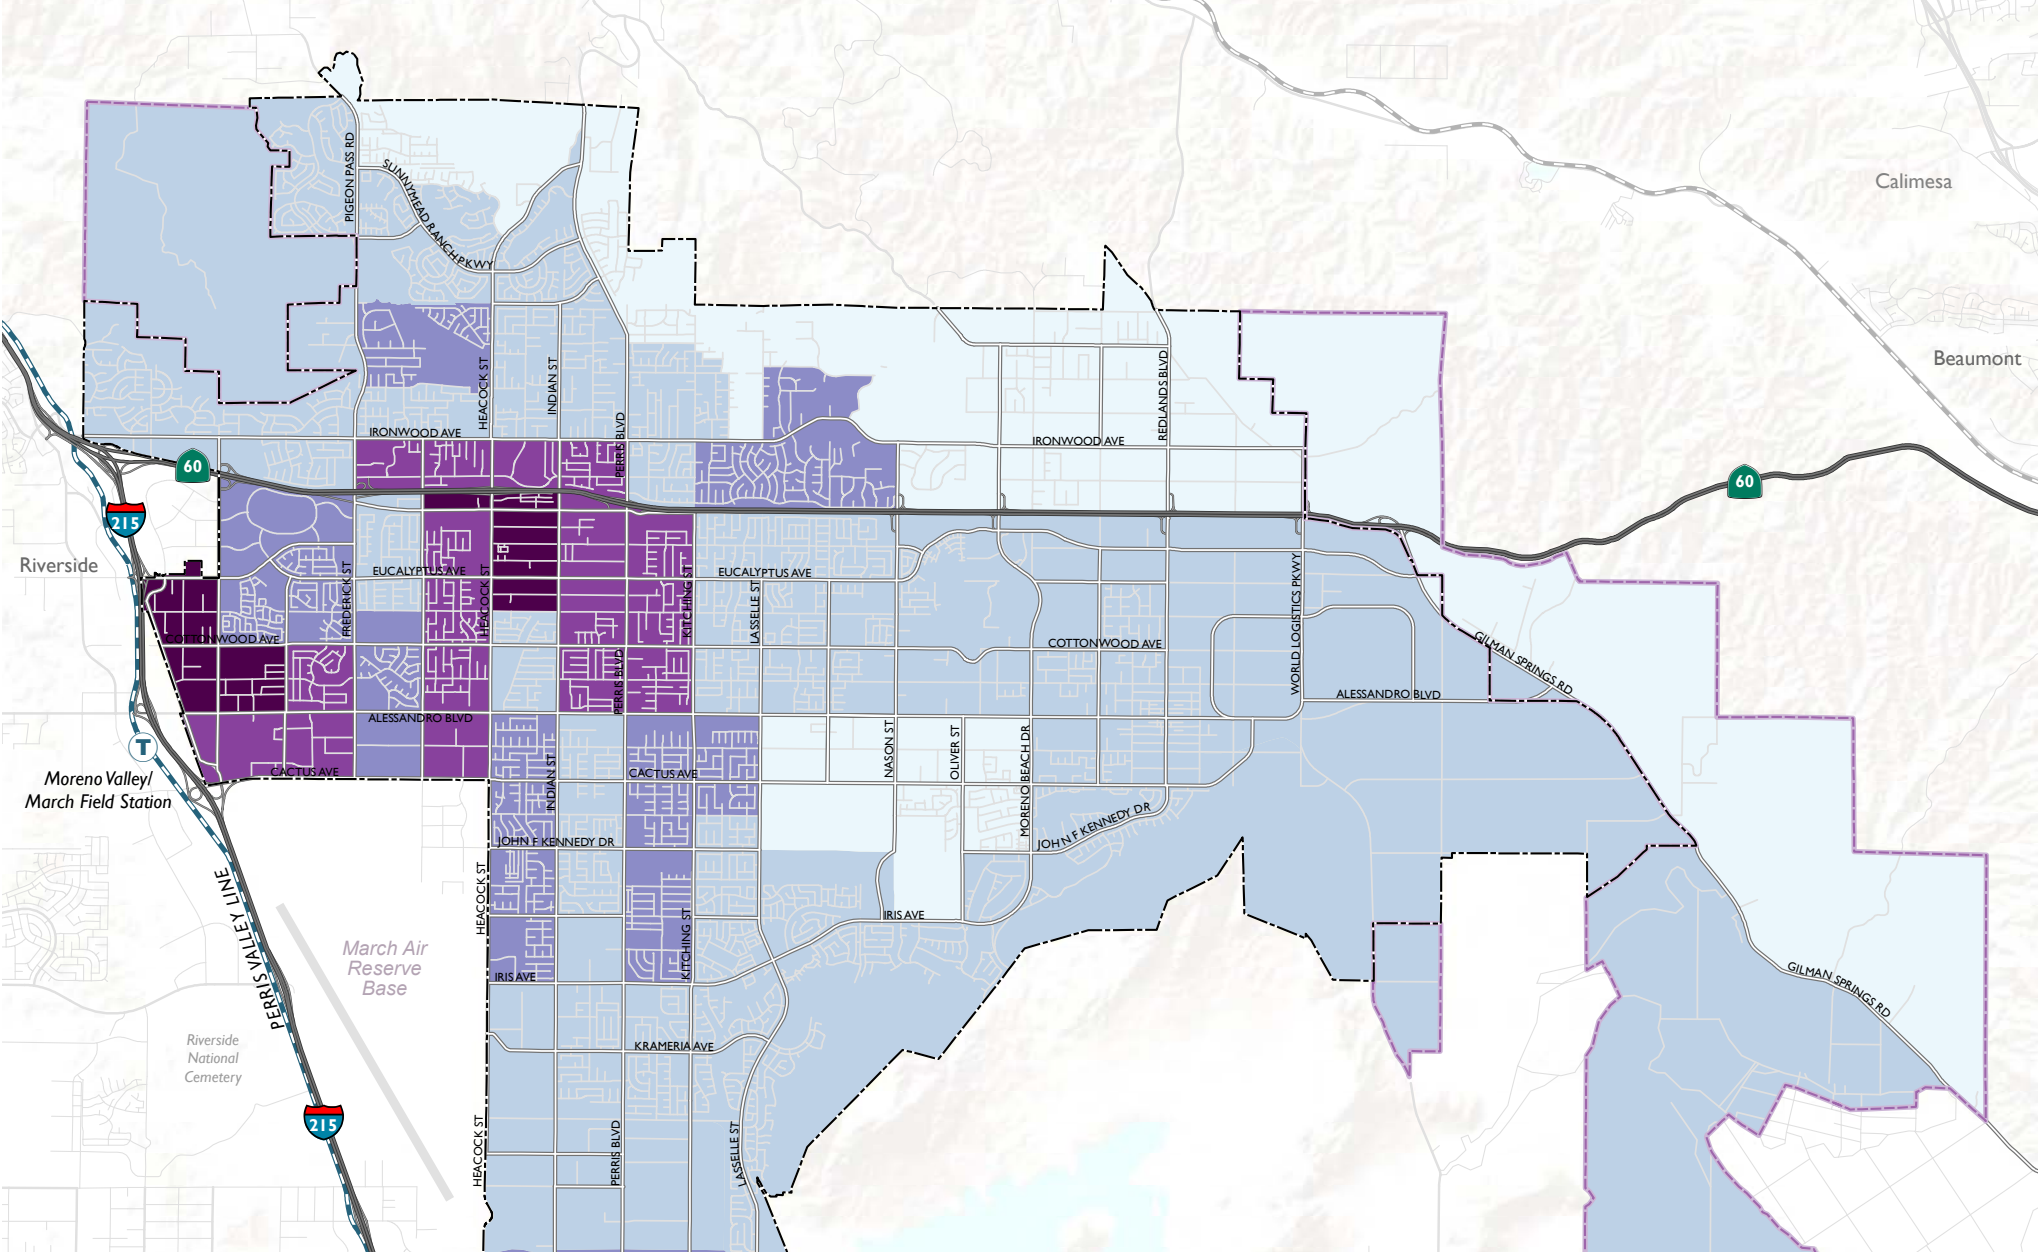 Calimesa
PIGEON PASS RD
SUNNYMEAD RANCH PKWY
Beaumont
HEACOCK ST
INDIAN ST
PERRIS BLVD
REDLANDS BLVD
IRONWOOD AVE
IRONWOOD AVE
60
60
215
Riverside
EUCALYPTUS AVE
EUCALYPTUS AVE
FREDERICK ST
HEACOCK ST
KITCHING ST
LASSELLE ST
WORLD LOGISTICS PKWY
COTTONWOOD AVE
COTTONWOOD AVE
GILMAN SPRINGS RD
PERRIS BLVD
ALESSANDRO BLVD
ALESSANDRO BLVD
T
NASON ST
OLIVER ST
MORENO BEACH DR
INDIAN ST
CACTUS AVE
CACTUS AVE
Moreno Valley/
March Field Station
JOHN F KENNEDY DR
JOHN F KENNEDY DR
HEACOCK ST
PERRIS VALLEY LINE
KITCHING ST
IRIS AVE
March Air
Reserve
Base
IRIS AVE
GILMAN SPRINGS RD
Riverside
National
Cemetery
KRAMERIA AVE
215
HEACOCK ST
PERRIS BLVD
LASSELLE ST